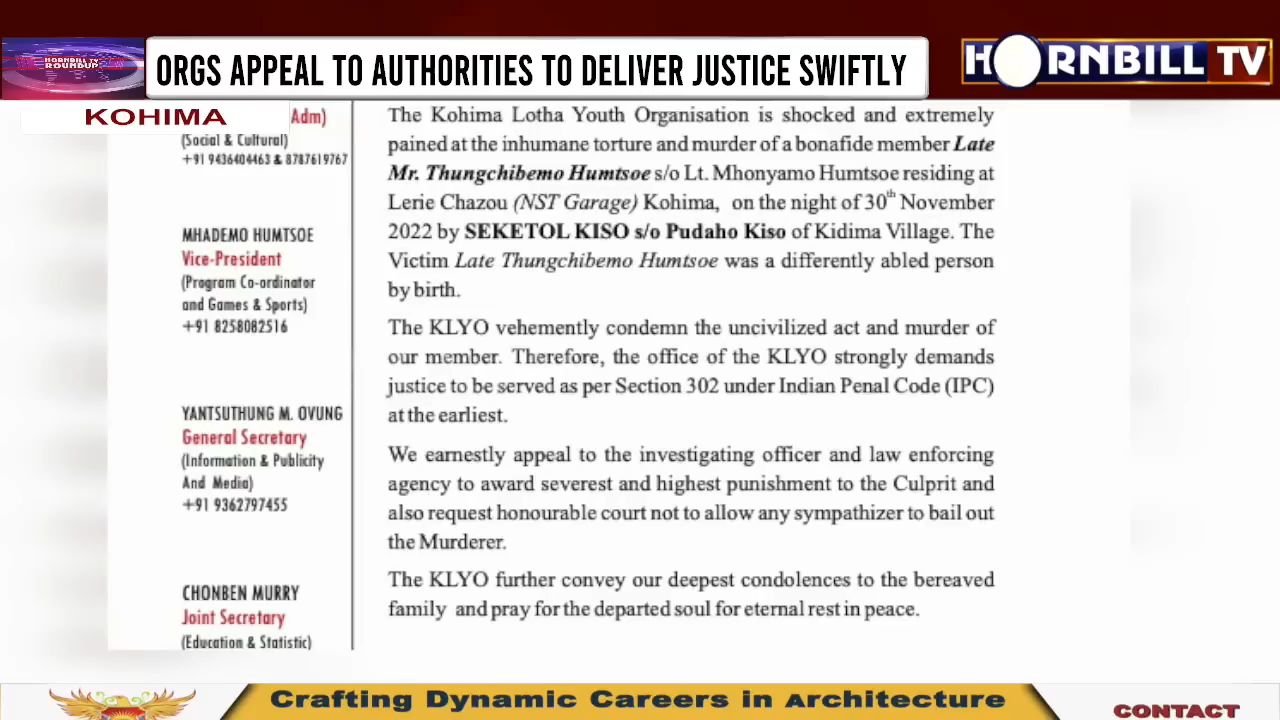 HORNBILL TV
ROUNDUP
ORGS APPEAL TO AUTHORITIES TO DELIVER JUSTICE SWIFTLY
HORNBILL TV
KOHIMA
Adm)
(Social & Cultural)
+91 9436404463 & 8787619767
MHADEMO HUMTSOE
Vice-President
(Program Co-ordinator
and Games & Sports)
+91 8258082516
YANTSUTHUNG M. OVUNG
General Secretary
(Information & Publicity
And Media)
+91 9362797455
CHONBEN MURRY
Joint Secretary
(Education & Statistic)
The Kohima Lotha Youth Organisation is shocked and extremely
pained at the inhumane torture and murder of a bonafide member Late
Mr. Thungchibemo Humtsoe s/o Lt. Mhonyamo Humtsoe residing at
Lerie Chazou (NST Garage) Kohima, on the night of 30th November
2022 by SEKETOL KISO s/o Pudaho Kiso of Kidima Village. The
Victim Late Thungchibemo Humtsoe was a differently abled person
by birth.
The KLYO vehemently condemn the uncivilized act and murder of
our member. Therefore, the office of the KLYO strongly demands
justice to be served as per Section 302 under Indian Penal Code (IPC)
at the earliest.
We earnestly appeal to the investigating officer and law enforcing
agency to award severest and highest punishment to the Culprit and
also request honourable court not to allow any sympathizer to bail out
the Murderer.
The KLYO further convey our deepest condolences to the bereaved
family and pray for the departed soul for eternal rest in peace.
Crafting Dynamic Careers in Architecture
CONTACT